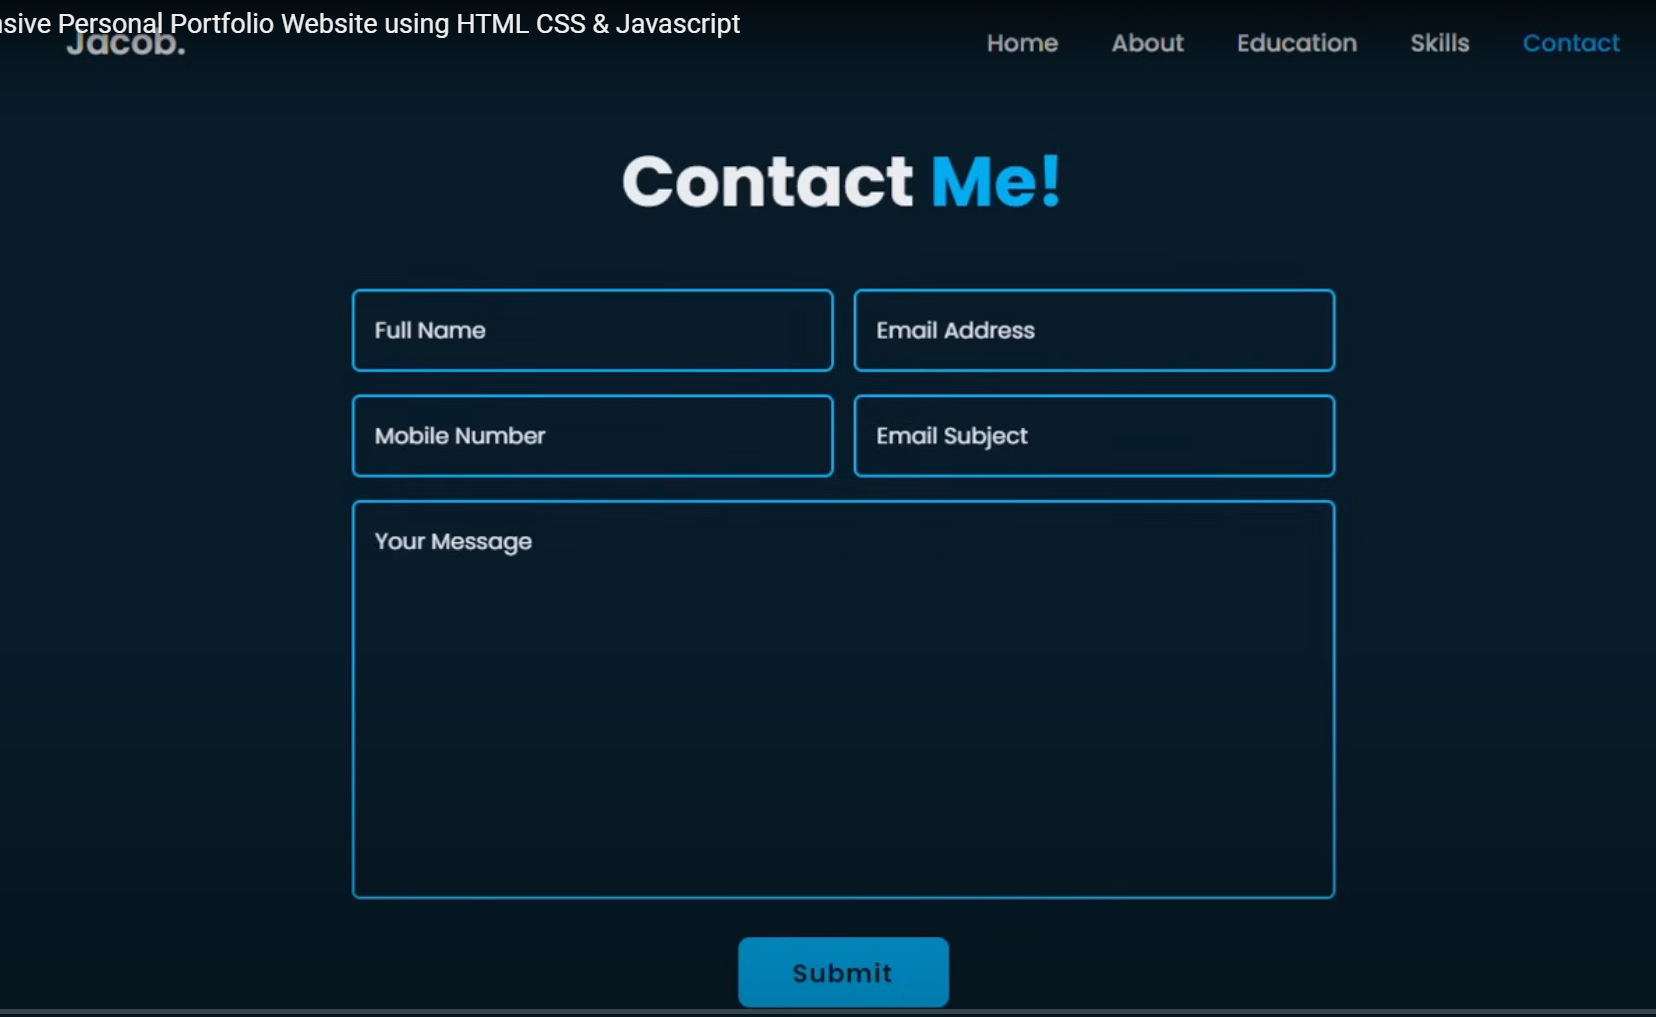 sive Personal Portfolio Website using HTML CSS & Javascript
Jacob.
Home About Education Skills Contact
Contact Me!
Full Name Email Address
Mobile Number Email Subject
Your Message
Submit